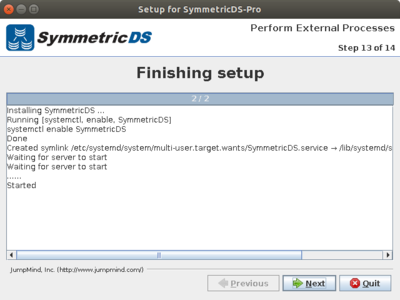 Setup for SymmetricDS-Pro
SymmetricDS
Perform External Processes
Step 13 of 14
Finishing setup
2 / 2
Installing SymmetricDS ...
Running [systemctl, enable, SymmetricDS]
systemctl enable SymmetricDS
Done
Created symlink /etc/systemd/system/multi-user.target.wants/SymmetricDS.service → /lib/systemd/s
Waiting for server to start
Waiting for server to start
......
Started
JumpMind, Inc. (http://www.jumpmind.com/)
Previous
Next
Quit